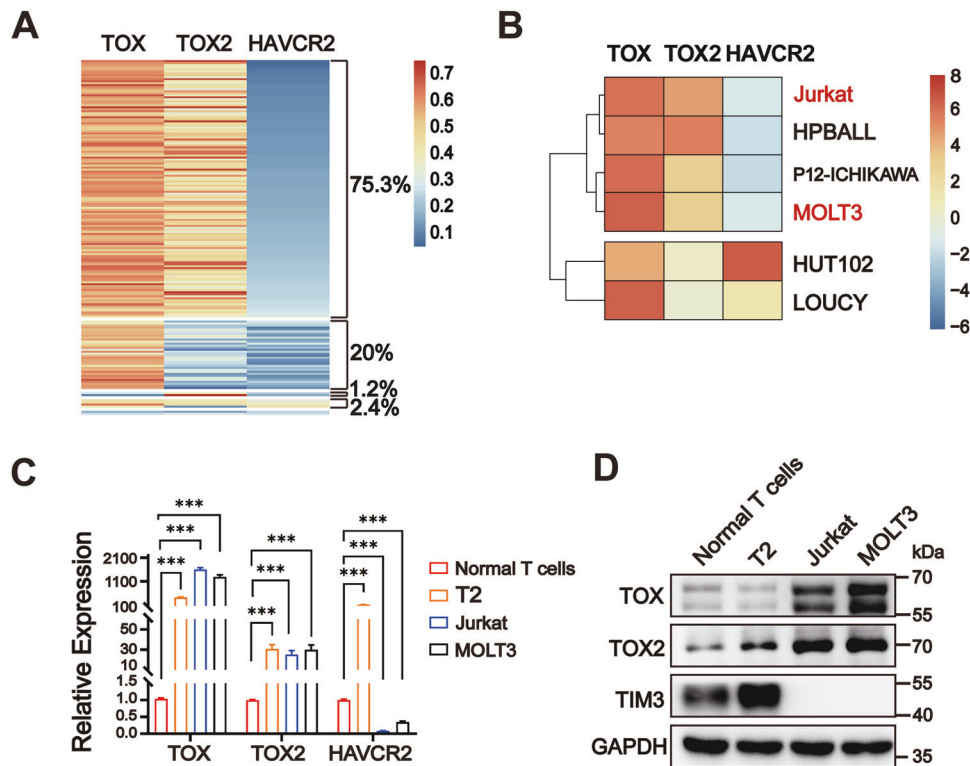 A
TOX TOX2 HAVCR2
0.7
0.6
0.5
0.4
0.3
0.2
0.1
75.3%
20%
1.2%
2.4%
B
TOX TOX2 HAVCR2
Jurkat
HPBALL
P12-ICHIKAWA
MOLT3
HUT102
LOUCY
8
6
4
2
0
−2
−4
−6
C
Relative Expression
2100
1100
100
50
30
10
1.0
0.5
0.0
*** *** ***
*** *** ***
*** *** ***
TOX TOX2 HAVCR2
Normal T cells
T2
Jurkat
MOLT3
D
Normal T cells T2 Jurkat MOLT3
kDa
TOX 70
55
TOX2 70
TIM3 55
40
GAPDH 35